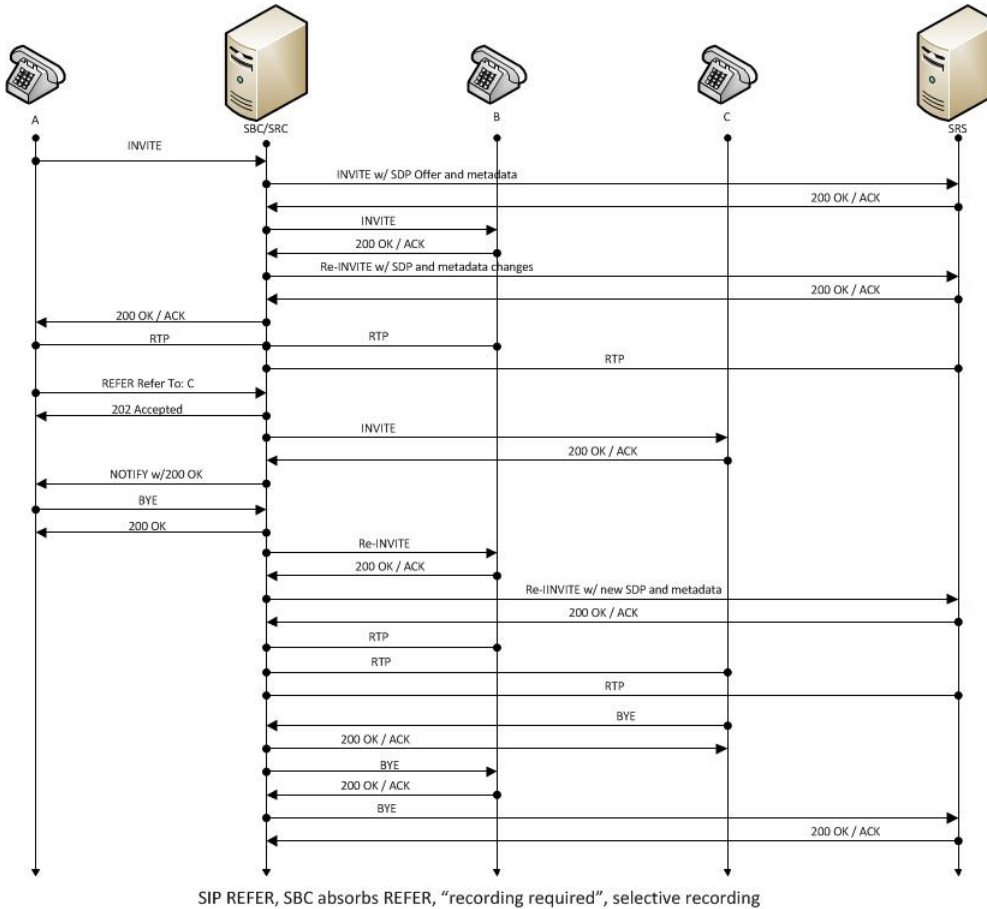 A
SBC/SRC
B
C
SRS
INVITE
INVITE w/ SDP Offer and metadata
200 OK / ACK
INVITE
200 OK / ACK
Re-INVITE w/ SDP and metadata changes
200 OK / ACK
200 OK / ACK
RTP
RTP
RTP
REFER Refer To: C
202 Accepted
INVITE
200 OK / ACK
NOTIFY w/200 OK
BYE
200 OK
Re-INVITE
200 OK / ACK
Re-IINVITE w/ new SDP and metadata
200 OK / ACK
RTP
RTP
RTP
BYE
200 OK / ACK
BYE
200 OK / ACK
BYE
200 OK / ACK
SIP REFER, SBC absorbs REFER, “recording required”, selective recording